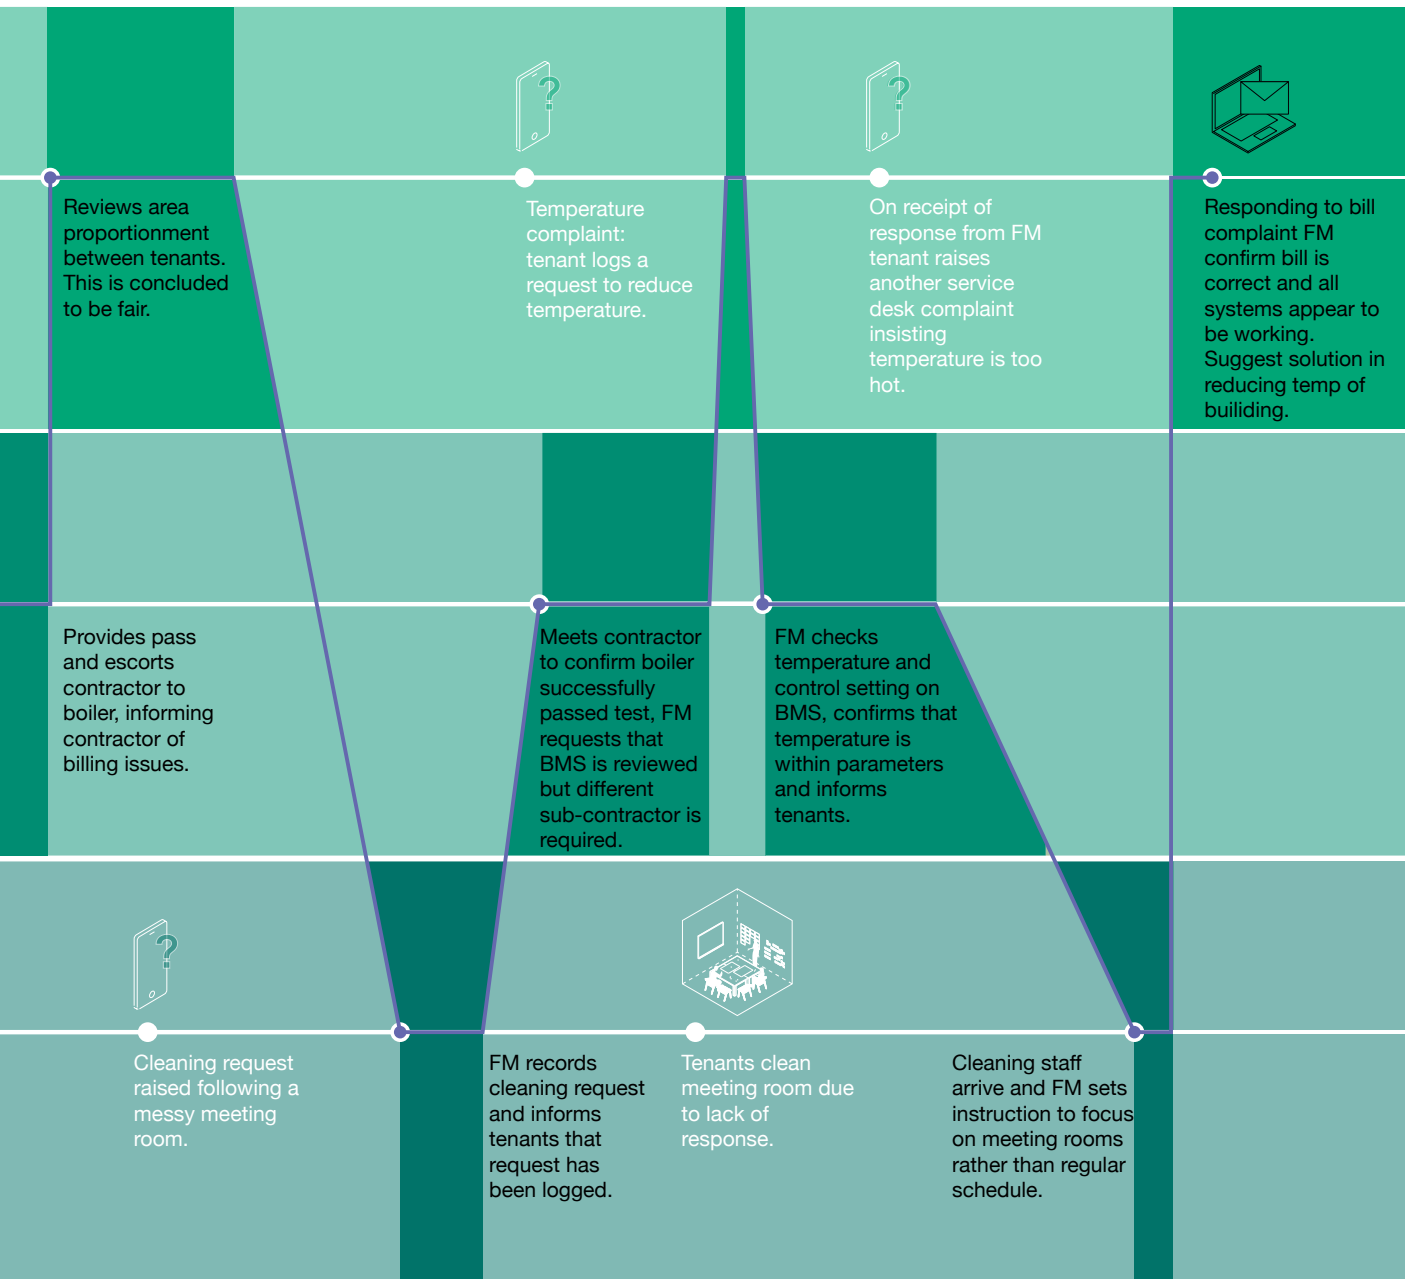 Reviews area
proportionment
between tenants.
This is concluded
to be fair.
Temperature
complaint:
tenant logs a
request to reduce
temperature.
On receipt of
response from FM
tenant raises
another service
desk complaint
insisting
temperature is too
hot.
Responding to bill
complaint FM
confirm bill is
correct and all
systems appear to
be working.
Suggest solution in
reducing temp of
builiding.
Provides pass
and escorts
contractor to
boiler, informing
contractor of
billing issues.
Meets contractor
to confirm boiler
successfully
passed test, FM
requests that
BMS is reviewed
but different
sub-contractor is
required.
FM checks
temperature and
control setting on
BMS, confirms that
temperature is
within parameters
and informs
tenants.
Cleaning request
raised following a
messy meeting
room.
FM records
cleaning request
and informs
tenants that
request has
been logged.
Tenants clean
meeting room due
to lack of
response.
Cleaning staff
arrive and FM sets
instruction to focus
on meeting rooms
rather than regular
schedule.